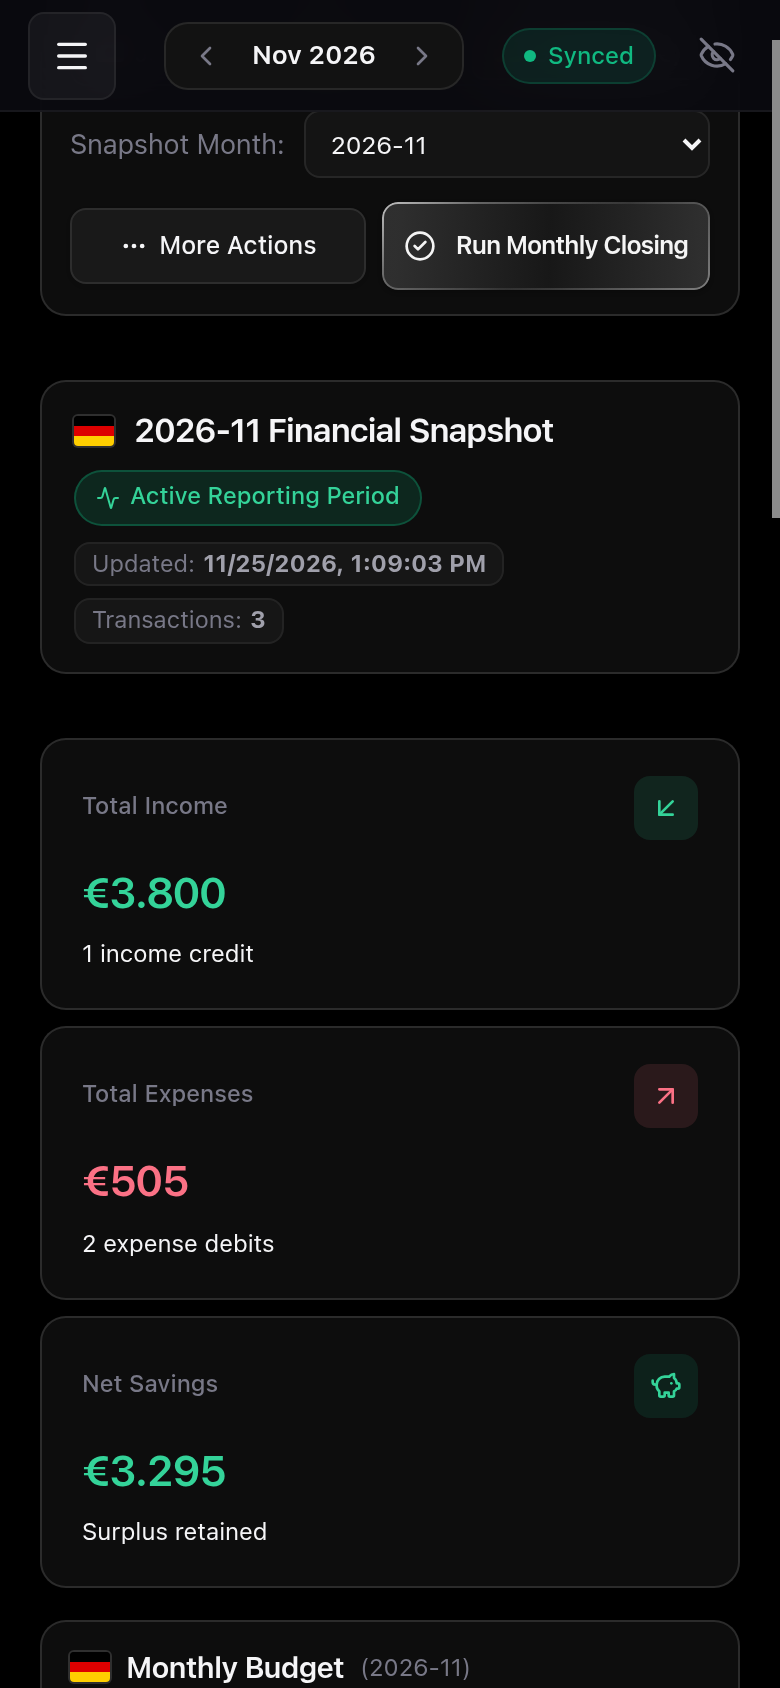 Nov 2026
Synced
Snapshot Month:
2026-11
More Actions
Run Monthly Closing
2026-11 Financial Snapshot
Active Reporting Period
Updated: 11/25/2026, 1:09:03 PM
Transactions: 3
Total Income
€3.800
1 income credit
Total Expenses
€505
2 expense debits
Net Savings
€3.295
Surplus retained
Monthly Budget (2026-11)